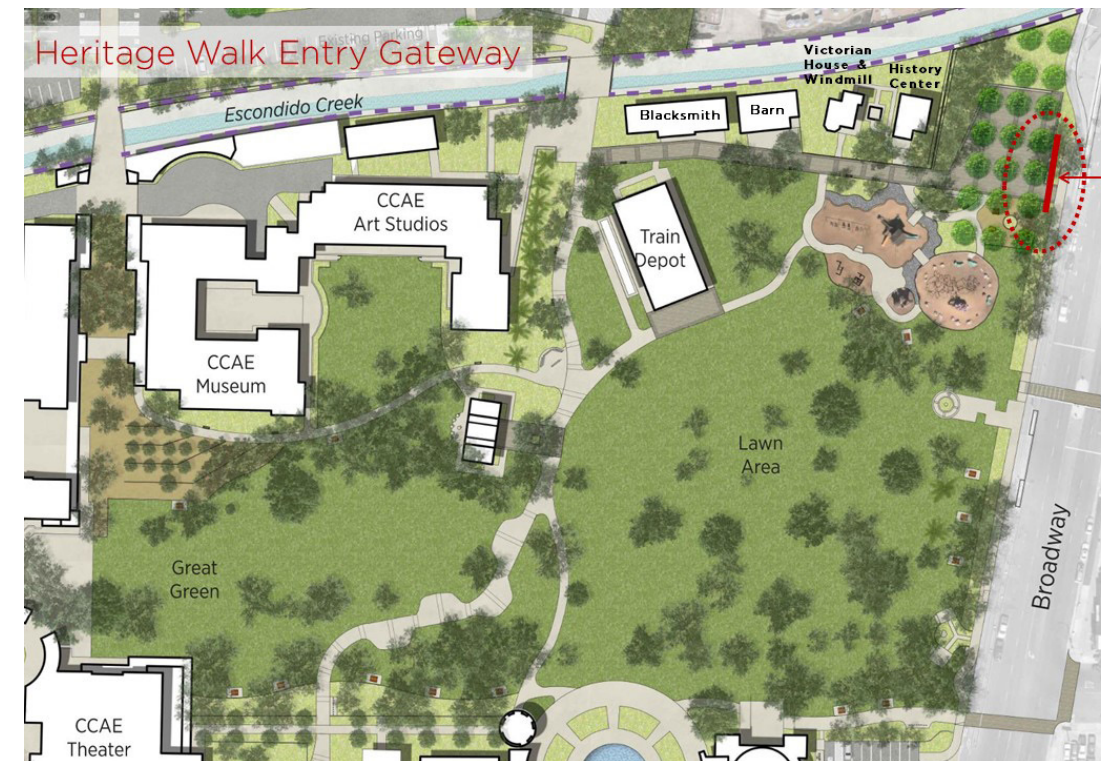 Existing Parking
Heritage Walk Entry Gateway
Escondido Creek
Victorian
House &
Windmill
History
Center
Blacksmith
Barn
CCAE
Art Studios
Train
Depot
CCAE
Museum
Lawn
Area
Broadway
Great
Green
CCAE
Theater